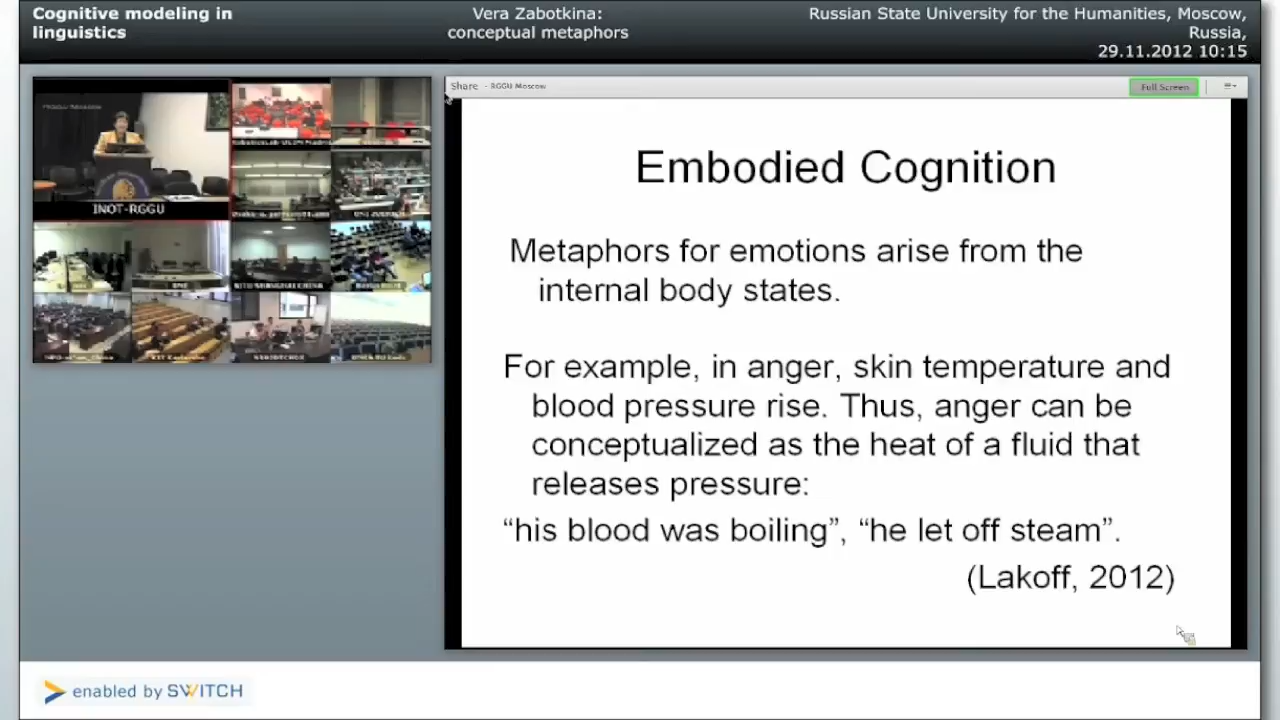 Cognitive modeling in
linguistics
Vera Zabotkina:
conceptual metaphors
Russian State University for the Humanities, Moscow,
Russia,
29.11.2012 10:15
Share - RGGU Moscow
Full Screen
INOT-RGGU
Embodied Cognition
Metaphors for emotions arise from the
internal body states.
For example, in anger, skin temperature and
blood pressure rise. Thus, anger can be
conceptualized as the heat of a fluid that
releases pressure:
“his blood was boiling”, “he let off steam”.
(Lakoff, 2012)
enabled by SWITCH